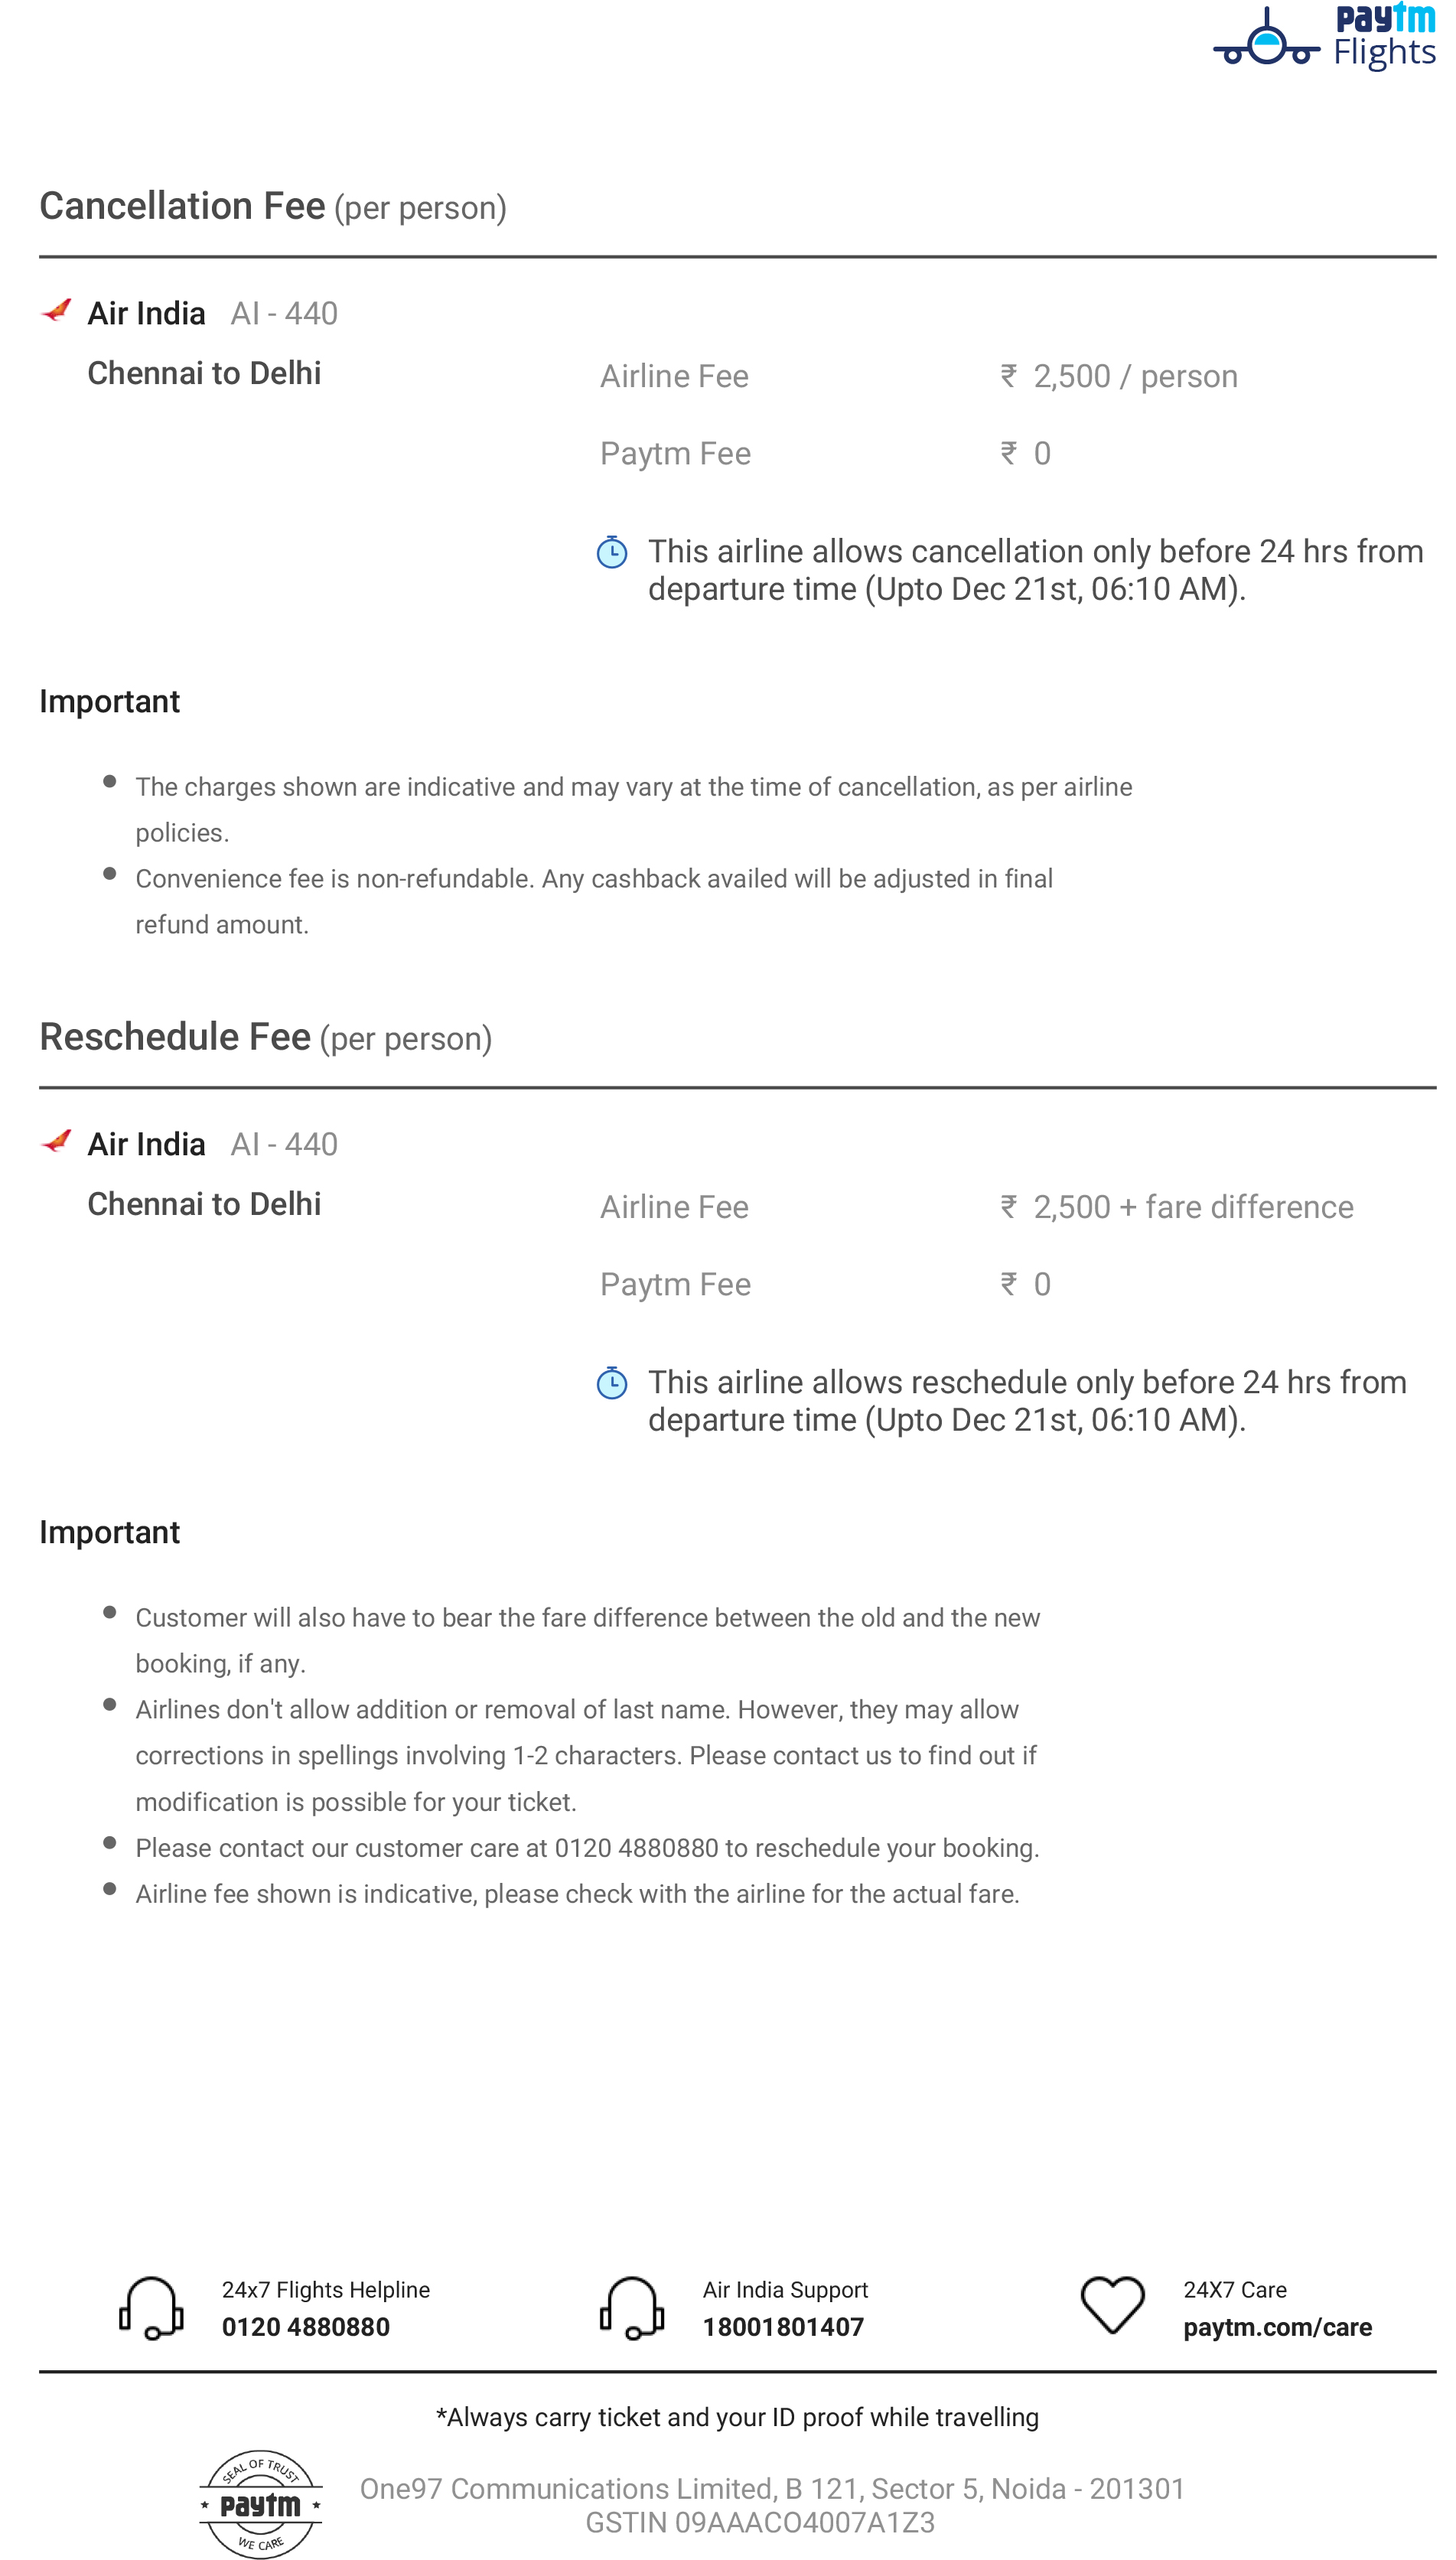 paytm
Flights
Cancellation Fee (per person)
Air India AI - 440
Chennai to Delhi Airline Fee ₹ 2,500 / person
Paytm Fee ₹ 0
This airline allows cancellation only before 24 hrs from
departure time (Upto Dec 21st, 06:10 AM).
Important
The charges shown are indicative and may vary at the time of cancellation, as per airline
policies.
Convenience fee is non-refundable. Any cashback availed will be adjusted in final
refund amount.
Reschedule Fee (per person)
Air India AI - 440
Chennai to Delhi Airline Fee ₹ 2,500 + fare difference
Paytm Fee ₹ 0
This airline allows reschedule only before 24 hrs from
departure time (Upto Dec 21st, 06:10 AM).
Important
Customer will also have to bear the fare difference between the old and the new
booking, if any.
Airlines don't allow addition or removal of last name. However, they may allow
corrections in spellings involving 1-2 characters. Please contact us to find out if
modification is possible for your ticket.
Please contact our customer care at 0120 4880880 to reschedule your booking.
Airline fee shown is indicative, please check with the airline for the actual fare.
24x7 Flights Helpline
0120 4880880
Air India Support
18001801407
24X7 Care
paytm.com/care
*Always carry ticket and your ID proof while travelling
SEAL OF TRUST
paytm
WE CARE
One97 Communications Limited, B 121, Sector 5, Noida - 201301
GSTIN 09AAACO4007A1Z3